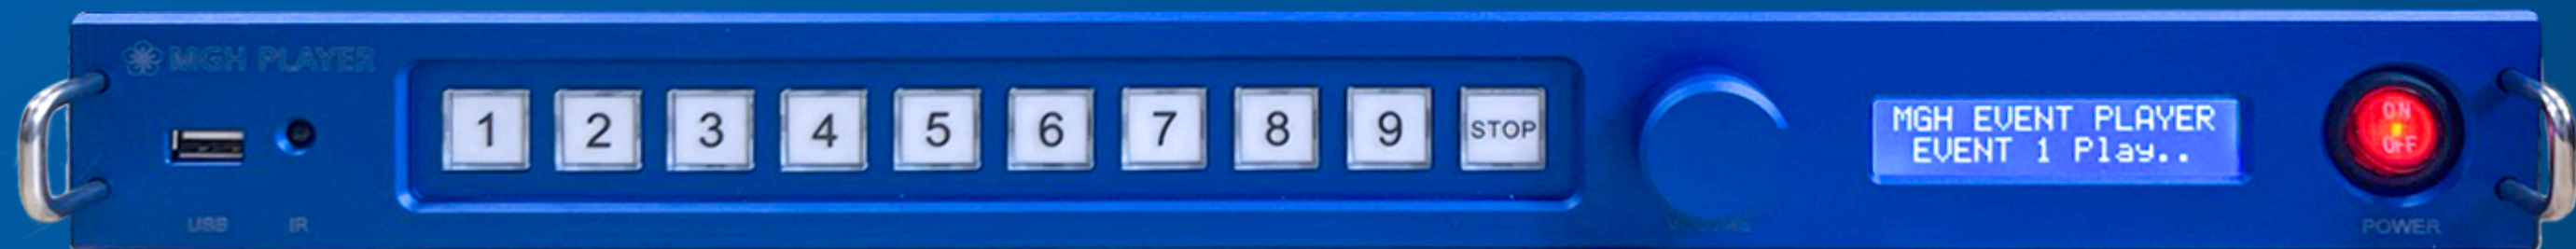 MGH PLAYER
USB
IR
1 2 3 4 5 6 7 8 9 STOP
VOLUME
MGH EVENT PLAYER
EVENT 1 Play..
ON
OFF
POWER